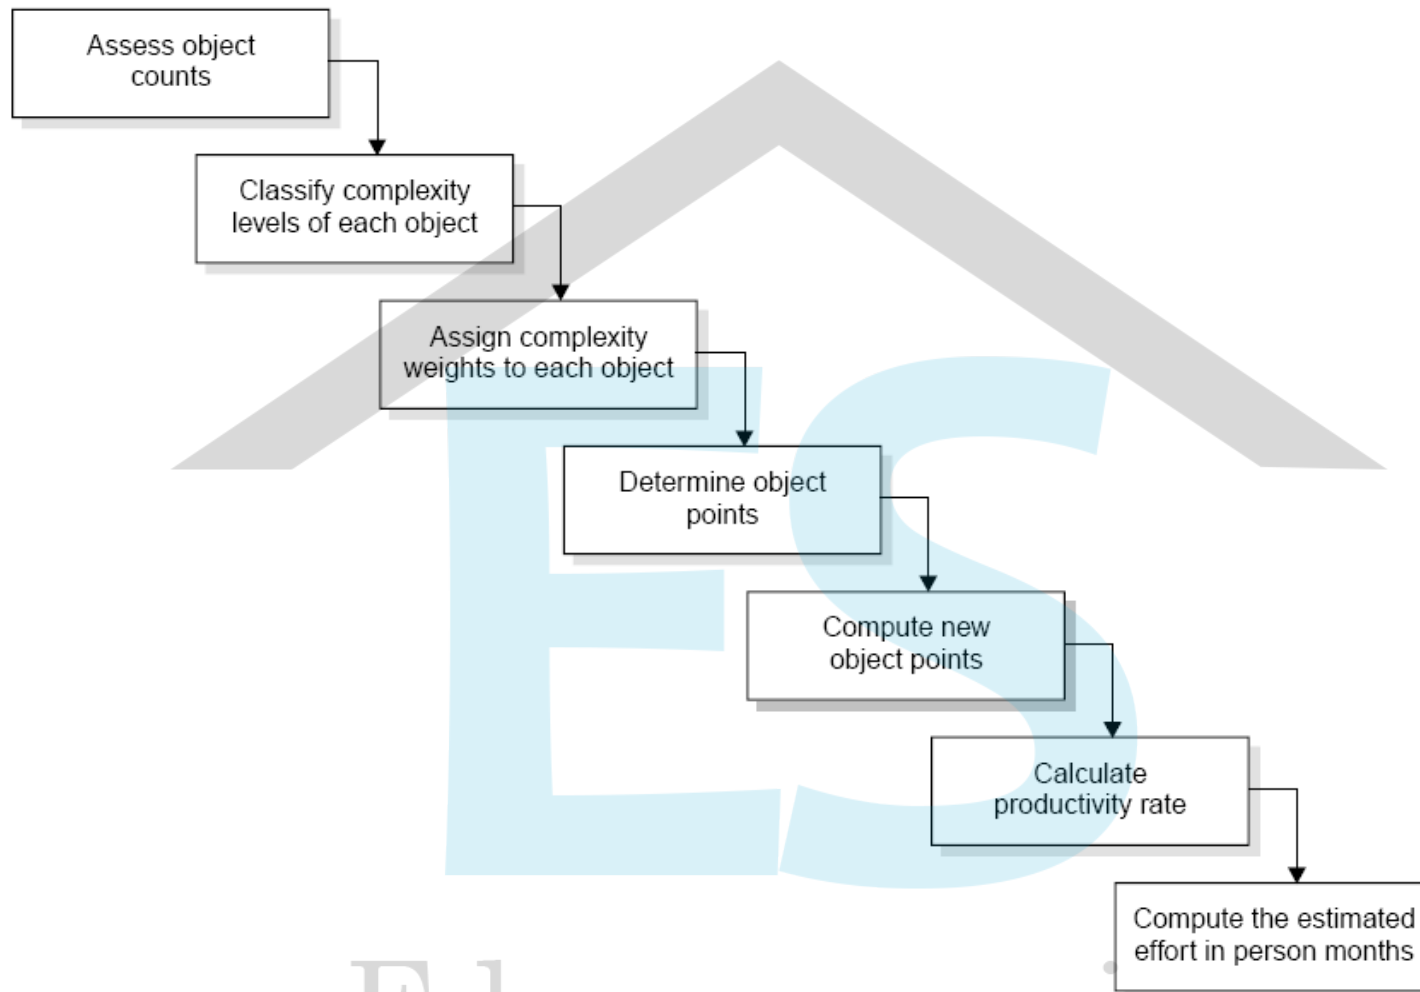 Assess object
counts
Classify complexity
levels of each object
Assign complexity
weights to each object
Determine object
points
Compute new
object points
Calculate
productivity rate
Compute the estimated
effort in person months
ES